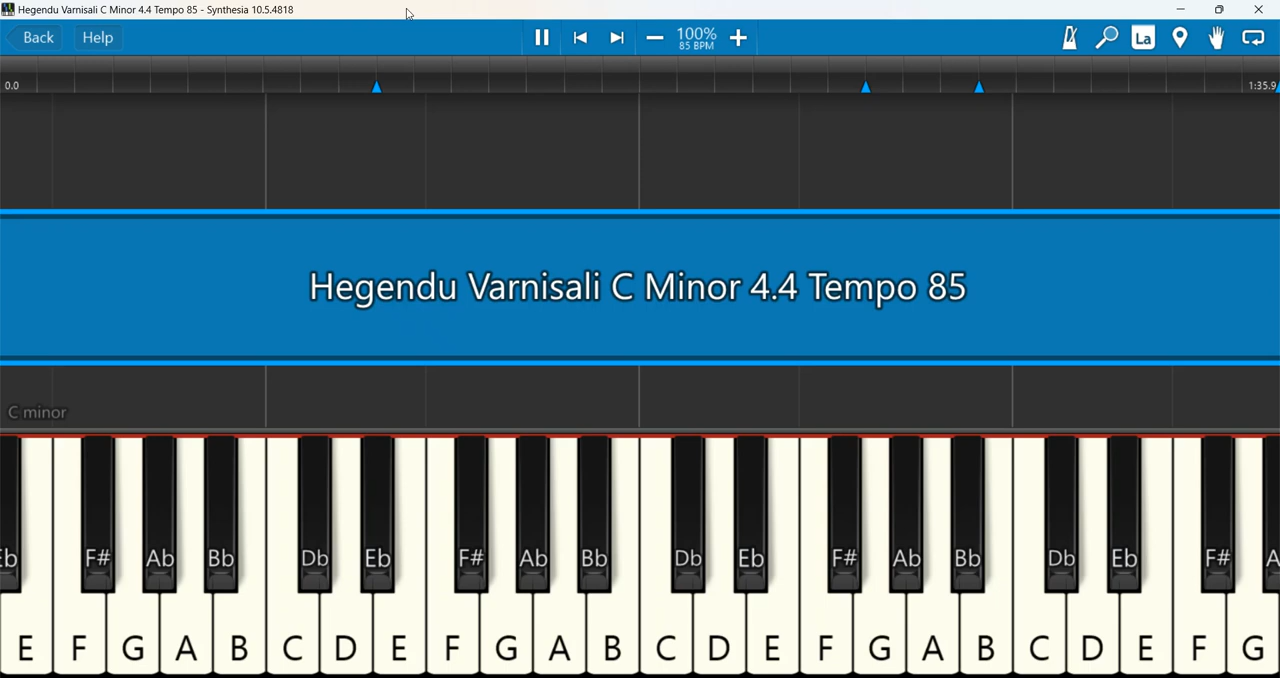 Hegendu Varnisali C Minor 4.4 Tempo 85 - Synthesia 10.5.4818
Back Help 100% La
85 BPM
0.0 1:35.9
Hegendu Varnisali C Minor 4.4 Tempo 85
C minor
Eb F# Ab Bb Db Eb F# Ab Bb Db Eb F# Ab Bb Db Eb F# A
E F G A B C D E F G A B C D E F G A B C D E F G